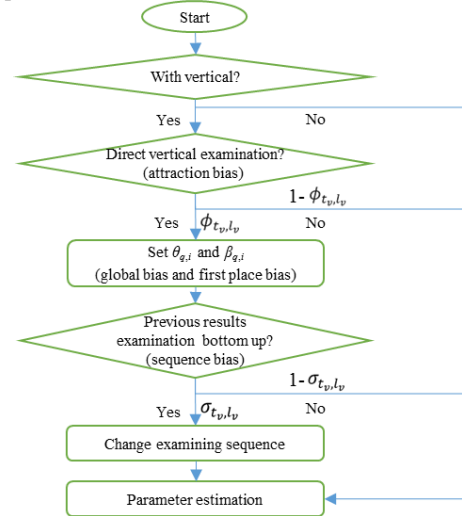 Start
With vertical?
Yes
No
Direct vertical examination?
(attraction bias)
1- ϕ_{t_v,l_v}
Yes ϕ_{t_v,l_v}
No
Set θ_{q,i} and β_{q,i}
(global bias and first place bias)
Previous results
examination bottom up?
(sequence bias)
1-σ_{t_v,l_v}
Yes σ_{t_v,l_v}
No
Change examining sequence
Parameter estimation